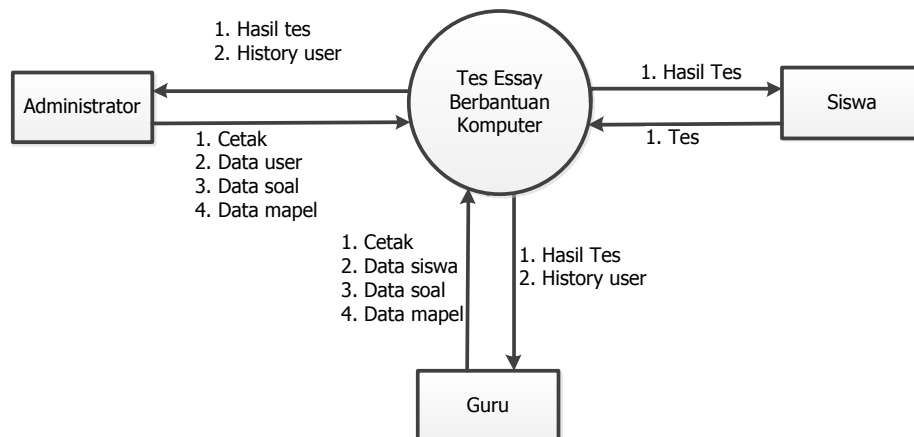 1. Hasil tes
2. History user
Administrator
1. Cetak
2. Data user
3. Data soal
4. Data mapel
Tes Essay
Berbantuan
Komputer
1. Hasil Tes
1. Tes
Siswa
1. Cetak
2. Data siswa
3. Data soal
4. Data mapel
1. Hasil Tes
2. History user
Guru